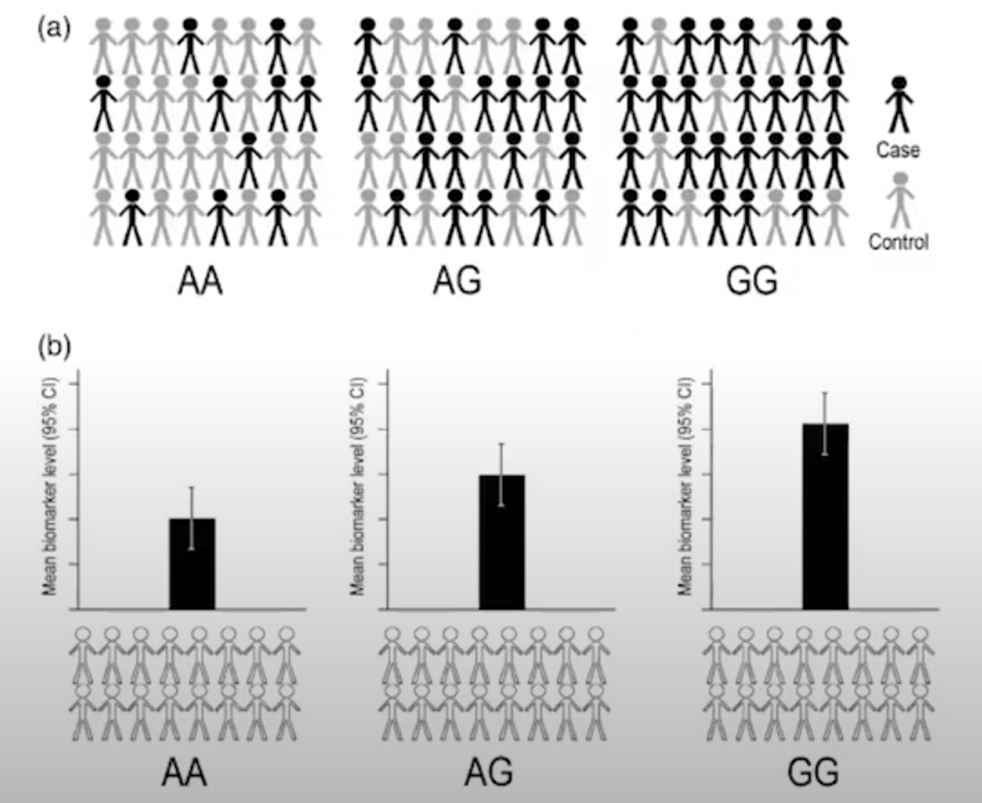 (a)
Case
Control
AA
AG
GG
(b)
Mean biomarker level (95% CI)
Mean biomarker level (95% CI)
Mean biomarker level (95% CI)
AA
AG
GG